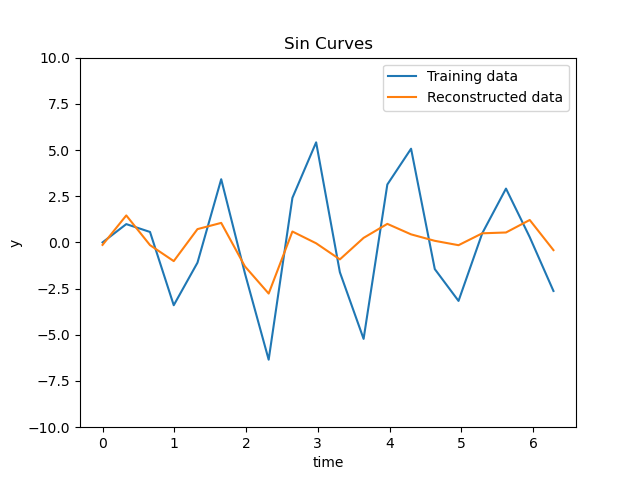 Sin Curves
Training data
Reconstructed data
10.0
7.5
5.0
2.5
0.0
−2.5
−5.0
−7.5
−10.0
y
0 1 2 3 4 5 6
time